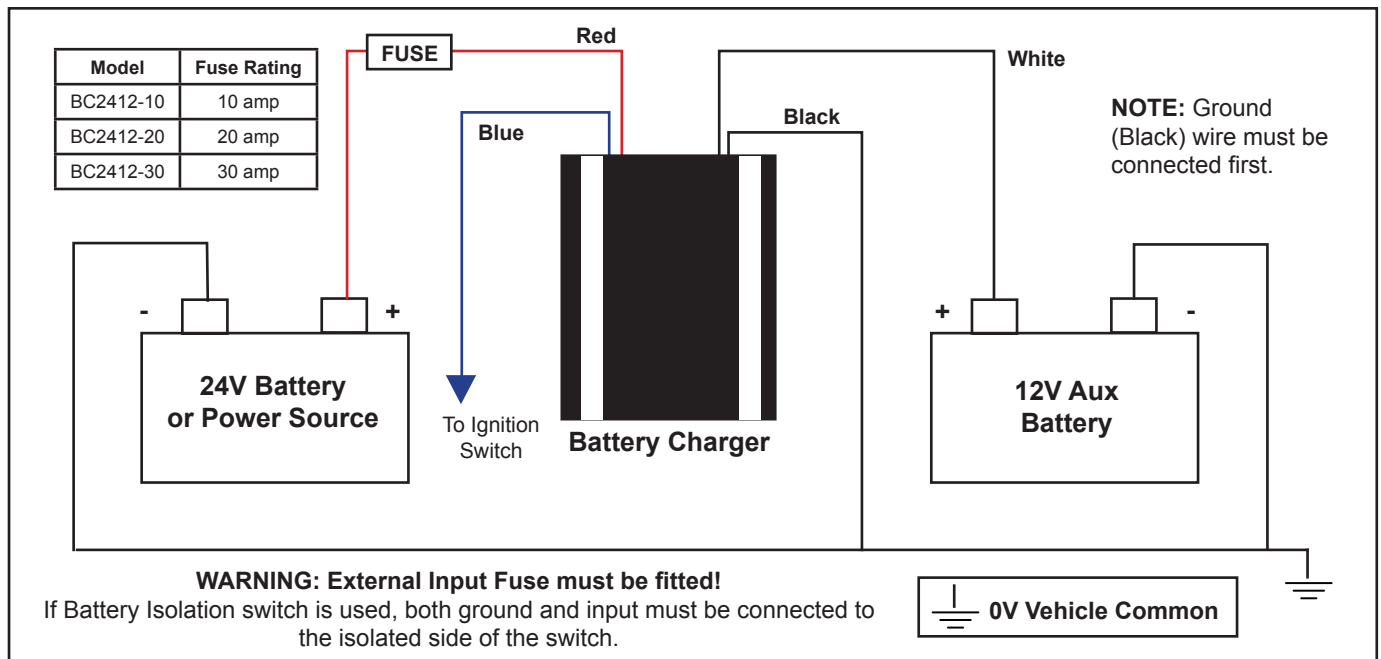 Model Fuse Rating
BC2412-10 10 amp
BC2412-20 20 amp
BC2412-30 30 amp
FUSE
Red
Blue
White
Black
NOTE: Ground
(Black) wire must be
connected first.
- +
24V Battery
or Power Source
To Ignition
Switch
Battery Charger
+ -
12V Aux
Battery
WARNING: External Input Fuse must be fitted!
If Battery Isolation switch is used, both ground and input must be connected to
the isolated side of the switch.
0V Vehicle Common